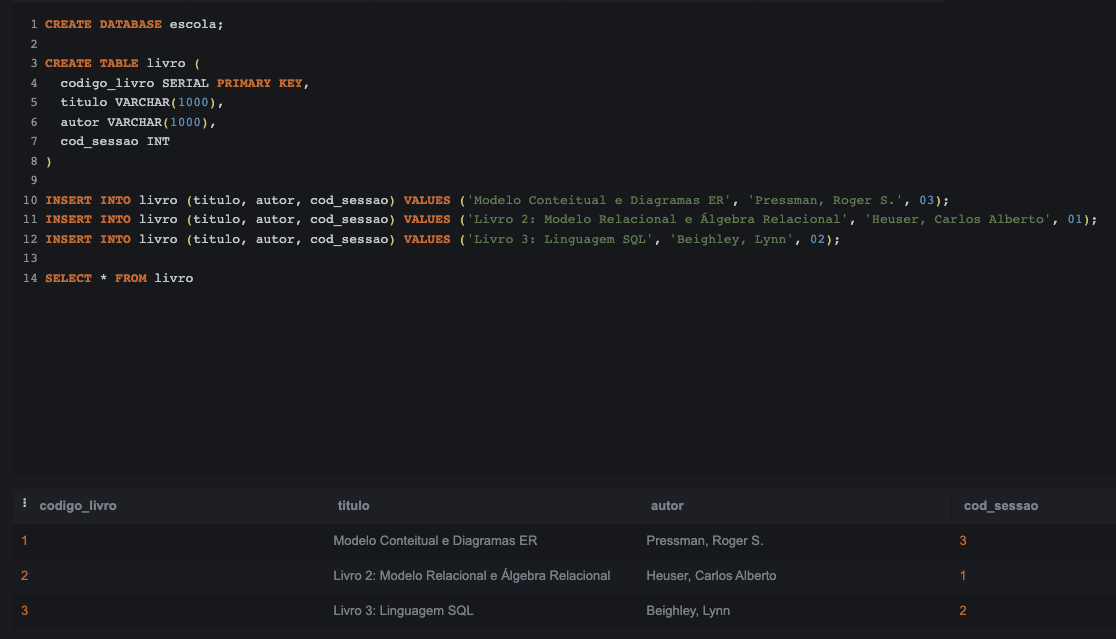 1 CREATE DATABASE escola;
2
3 CREATE TABLE livro (
4 codigo_livro SERIAL PRIMARY KEY,
5 titulo VARCHAR(1000),
6 autor VARCHAR(1000),
7 cod_sessao INT
8 )
9
10 INSERT INTO livro (titulo, autor, cod_sessao) VALUES ('Modelo Conteitual e Diagramas ER', 'Pressman, Roger S.', 03);
11 INSERT INTO livro (titulo, autor, cod_sessao) VALUES ('Livro 2: Modelo Relacional e Álgebra Relacional', 'Heuser, Carlos Alberto', 01);
12 INSERT INTO livro (titulo, autor, cod_sessao) VALUES ('Livro 3: Linguagem SQL', 'Beighley, Lynn', 02);
13
14 SELECT * FROM livro
codigo_livro titulo autor cod_sessao
1 Modelo Conteitual e Diagramas ER Pressman, Roger S. 3
2 Livro 2: Modelo Relacional e Álgebra Relacional Heuser, Carlos Alberto 1
3 Livro 3: Linguagem SQL Beighley, Lynn 2